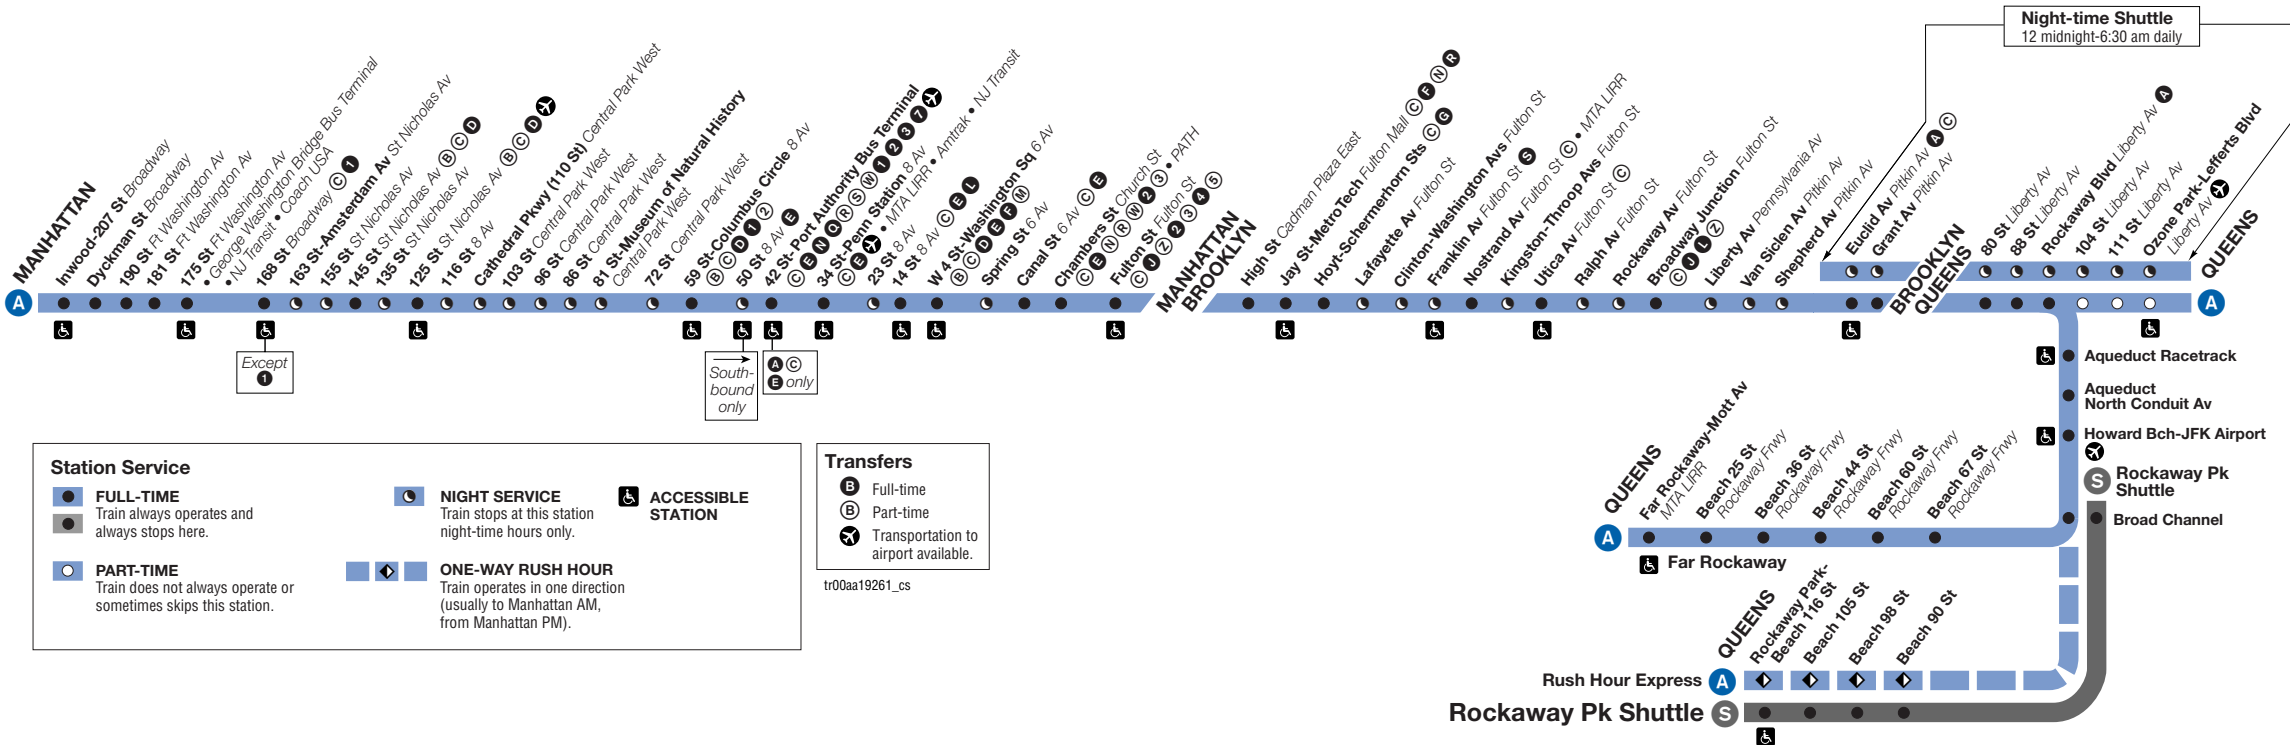 Night-time Shuttle
12 midnight-6:30 am daily
MANHATTAN
Inwood-207 St Broadway
Dyckman St Broadway
190 St Ft Washington Av
181 St Ft Washington Av
175 St Ft Washington Av
• George Washington Bridge Bus Terminal
• NJ Transit • Coach USA
168 St Broadway C 1
163 St-Amsterdam Av St Nicholas Av
155 St St Nicholas Av
145 St St Nicholas Av B C D
135 St St Nicholas Av
125 St St Nicholas Av B C D
116 St 8 Av
Cathedral Pkwy (110 St) Central Park West
103 St Central Park West
96 St Central Park West
86 St Central Park West
81 St-Museum of Natural History
Central Park West
72 St Central Park West
59 St-Columbus Circle 8 Av
B C D 1 2
50 St 8 Av E
42 St-Port Authority Bus Terminal
C E N Q R S W 1 2 3 7
34 St-Penn Station 8 Av
C E • MTA LIRR • Amtrak • NJ Transit
23 St 8 Av
14 St 8 Av C E L
W 4 St-Washington Sq 6 Av
B C D E F M
Spring St 6 Av
Canal St 6 Av C E
Chambers St Church St
C E N R W 2 3 • PATH
Fulton St Fulton St
C J Z 2 3 4 5
MANHATTAN
BROOKLYN
High St Cadman Plaza East
Jay St-MetroTech Fulton Mall C F N R
Hoyt-Schermerhorn Sts C G
Lafayette Av Fulton St
Clinton-Washington Avs Fulton St
Franklin Av Fulton St S
Nostrand Av Fulton St C • MTA LIRR
Kingston-Throop Avs Fulton St
Utica Av Fulton St C
Ralph Av Fulton St
Rockaway Av Fulton St
Broadway Junction Fulton St
C J L Z
Liberty Av Pennsylvania Av
Van Siclen Av Pitkin Av
Shepherd Av Pitkin Av
Euclid Av Pitkin Av A C
Grant Av Pitkin Av
BROOKLYN
QUEENS
80 St Liberty Av
88 St Liberty Av
Rockaway Blvd Liberty Av A
104 St Liberty Av
111 St Liberty Av
Ozone Park-Lefferts Blvd
Liberty Av
QUEENS
A
A
Except
1
South-
bound
only
A C
E only
Aqueduct Racetrack
Aqueduct
North Conduit Av
Howard Bch-JFK Airport
S Rockaway Pk
Shuttle
Broad Channel
QUEENS
Far Rockaway-Mott Av
MTA LIRR
Beach 25 St
Rockaway Frwy
Beach 36 St
Rockaway Frwy
Beach 44 St
Rockaway Frwy
Beach 60 St
Rockaway Frwy
Beach 67 St
Rockaway Frwy
A
Far Rockaway
QUEENS
Rockaway Park-
Beach 116 St
Beach 105 St
Beach 98 St
Beach 90 St
Rush Hour Express A
Rockaway Pk Shuttle S
Station Service
FULL-TIME
Train always operates and
always stops here.
PART-TIME
Train does not always operate or
sometimes skips this station.
NIGHT SERVICE
Train stops at this station
night-time hours only.
ONE-WAY RUSH HOUR
Train operates in one direction
(usually to Manhattan AM,
from Manhattan PM).
ACCESSIBLE
STATION
Transfers
B Full-time
B Part-time
Transportation to
airport available.
tr00aa19261_cs